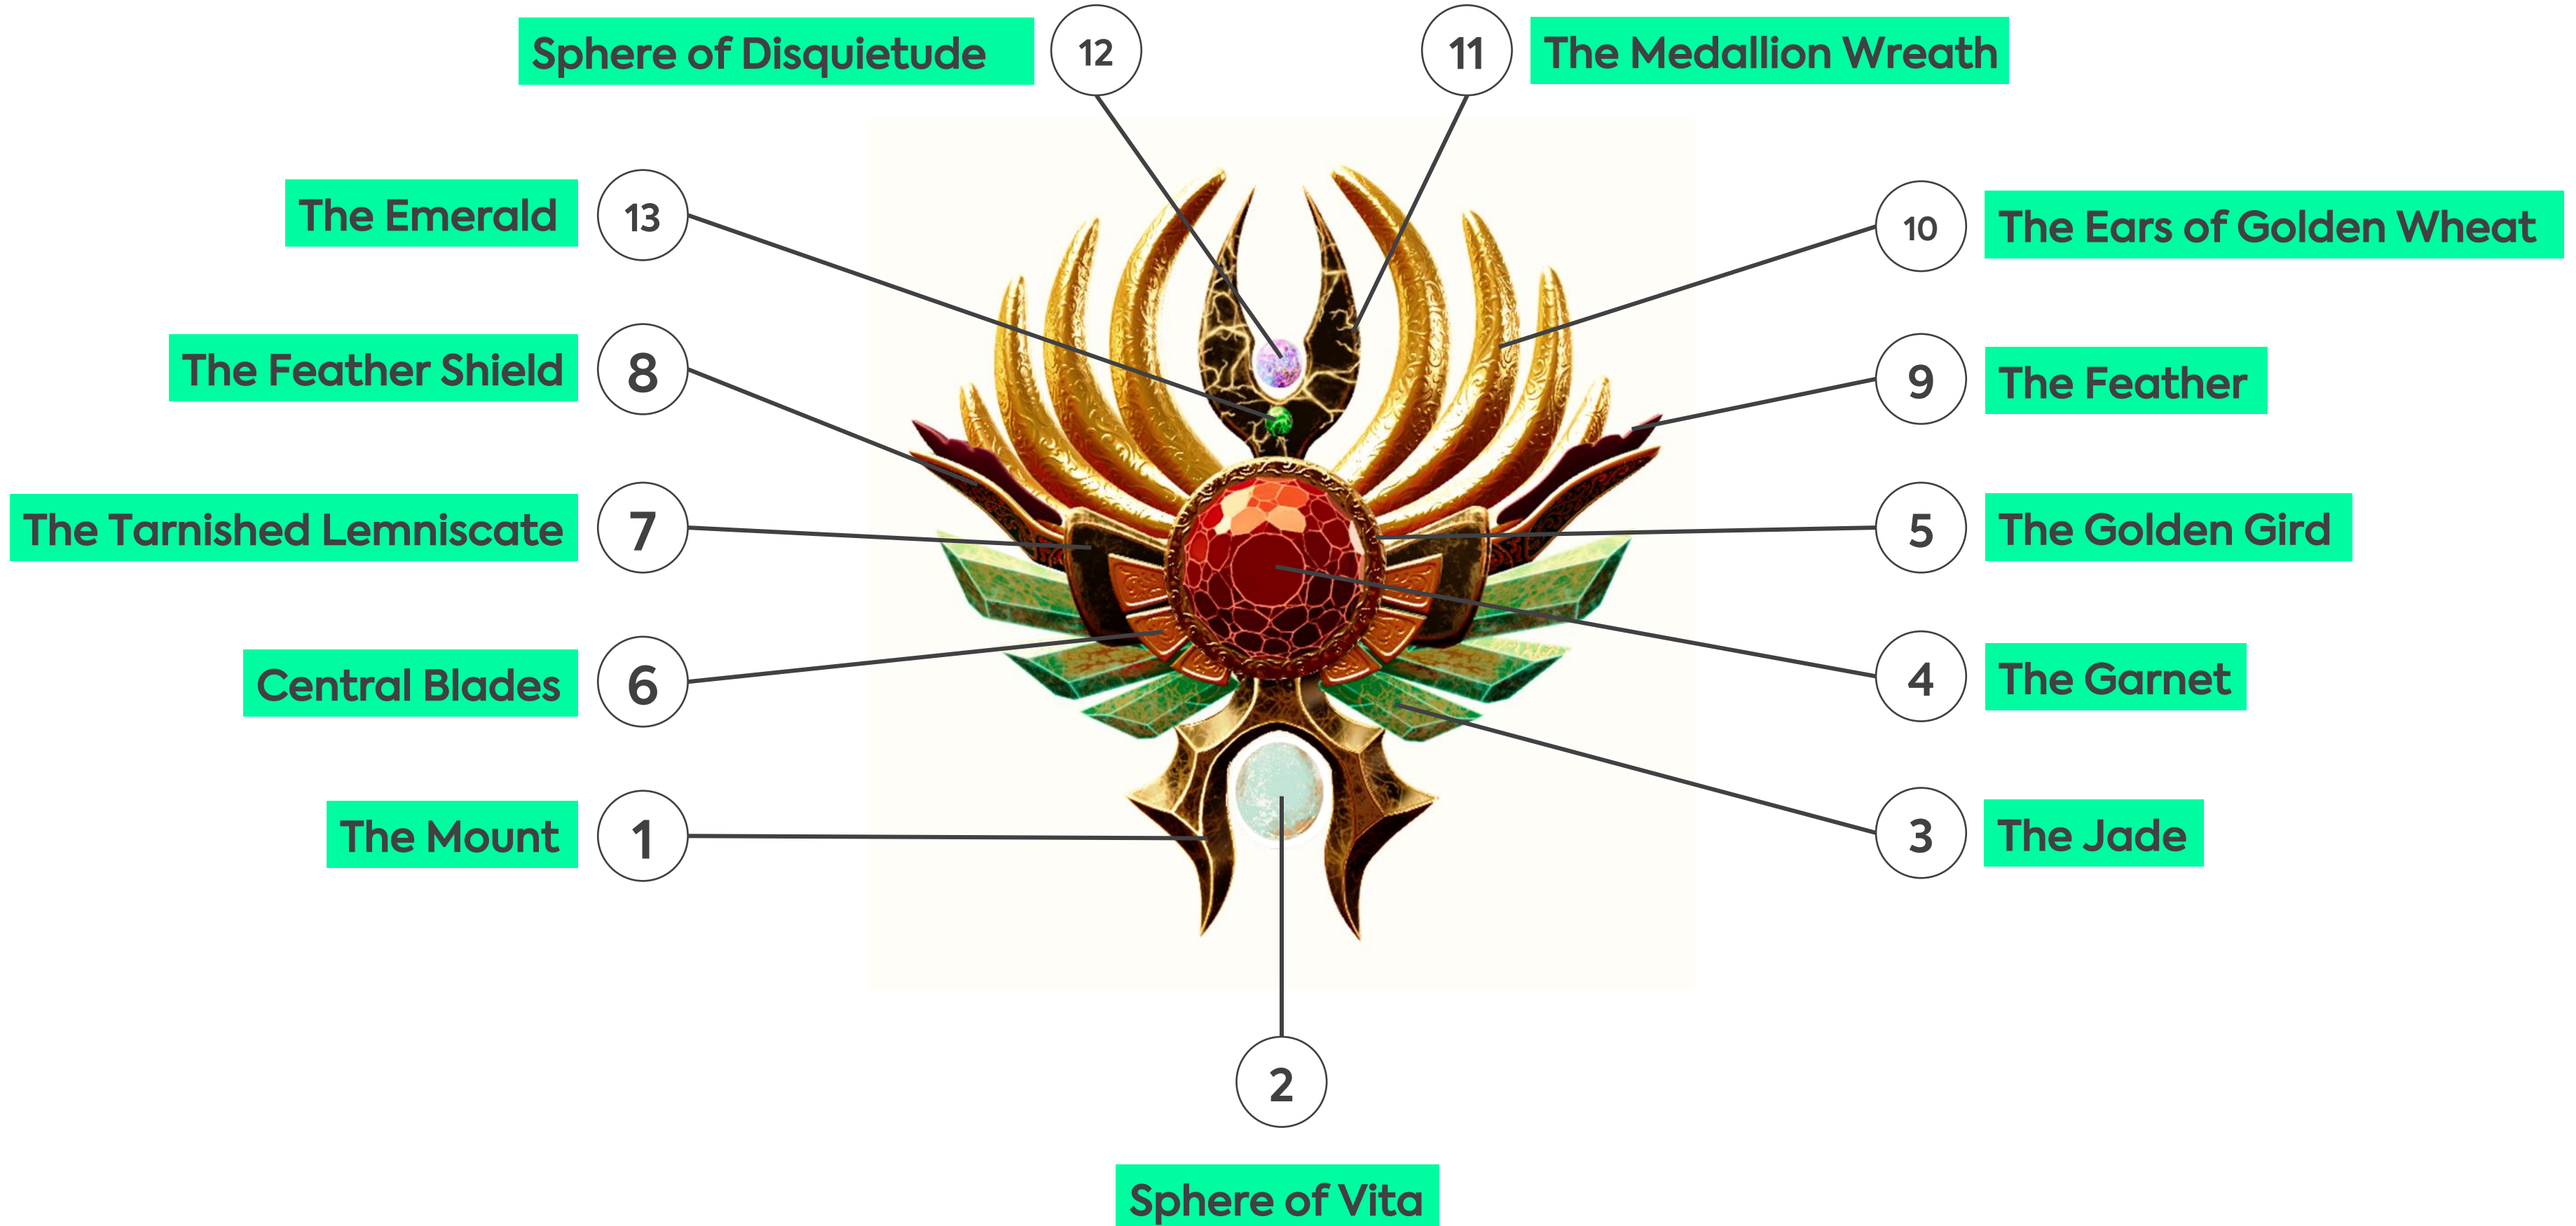 Sphere of Disquietude 12
11 The Medallion Wreath
The Emerald 13
10 The Ears of Golden Wheat
The Feather Shield 8
9 The Feather
The Tarnished Lemniscate 7
5 The Golden Gird
Central Blades 6
4 The Garnet
The Mount 1
3 The Jade
2
Sphere of Vita